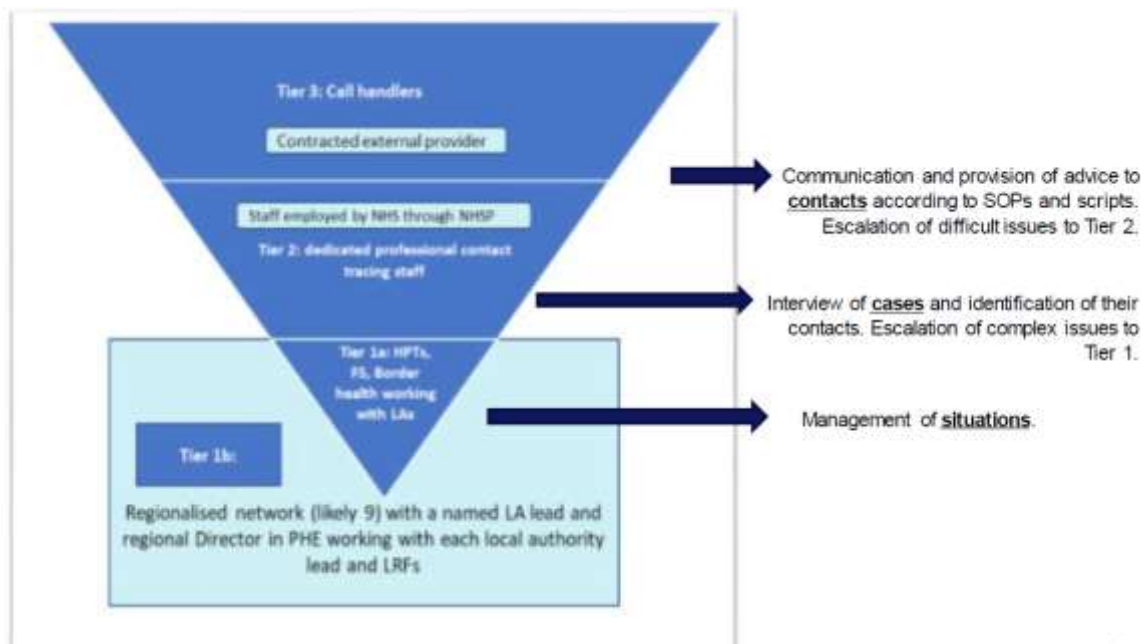 Tier 3: Call handlers
Contracted external provider
Communication and provision of advice to
contacts according to SOPs and scripts.
Escalation of difficult issues to Tier 2.
Staff employed by NHS through NHSP
Tier 2: dedicated professional contact
tracing staff
Interview of cases and identification of their
contacts. Escalation of complex issues to
Tier 1.
Tier 1a: HPTs,
FS, Border
health working
with LAs
Management of situations.
Tier 1b:
Regionalised network (likely 9) with a named LA lead and
regional Director in PHE working with each local authority
lead and LRFs